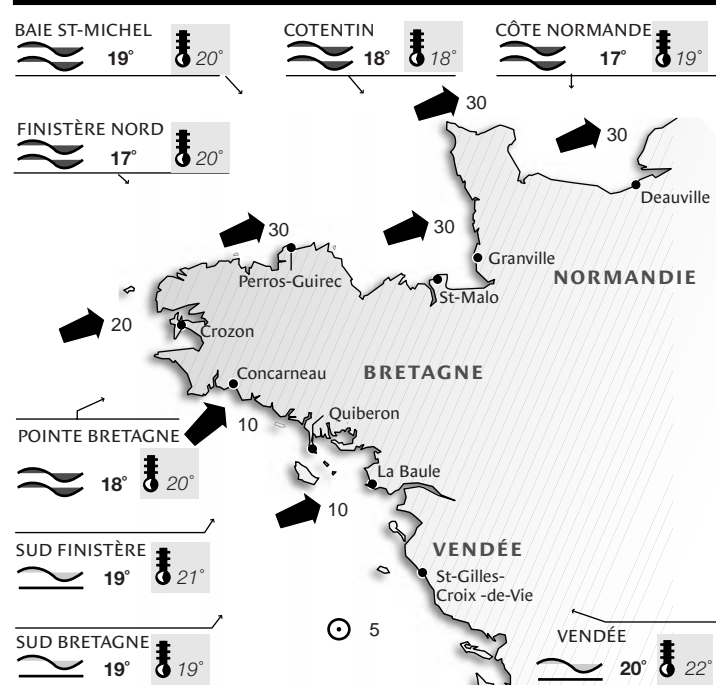 BAIE ST-MICHEL
19° 20°
COTENTIN
18° 18°
CÔTE NORMANDE
17° 19°
FINISTÈRE NORD
17° 20°
30
30
Deauville
30
30
Granville
Perros-Guirec
St-Malo
NORMANDIE
20
Crozon
BRETAGNE
Concarneau
10
Quiberon
POINTE BRETAGNE
18° 20°
La Baule
10
SUD FINISTÈRE
19° 21°
VENDÉE
St-Gilles-
Croix -de-Vie
5
SUD BRETAGNE
19° 19°
VENDÉE
20° 22°